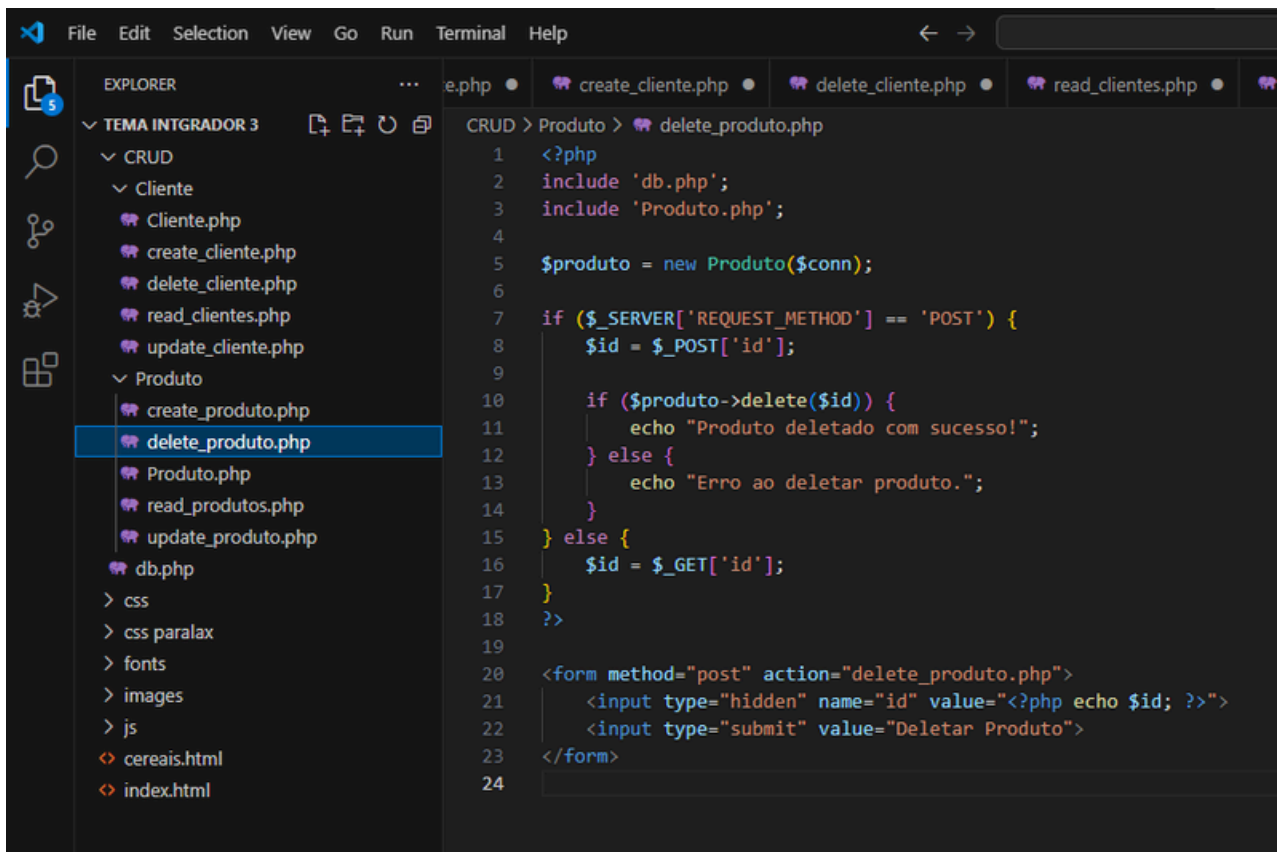 File Edit Selection View Go Run Terminal Help
EXPLORER
e.php create_cliente.php delete_cliente.php read_clientes.php
5
TEMA INTGRADOR 3
CRUD > Produto > delete_produto.php
CRUD
Cliente
Cliente.php
create_cliente.php
delete_cliente.php
read_clientes.php
update_cliente.php
Produto
create_produto.php
delete_produto.php
Produto.php
read_produtos.php
update_produto.php
db.php
css
css paralax
fonts
images
js
cereais.html
index.html
1 <?php
2 include 'db.php';
3 include 'Produto.php';
4
5 $produto = new Produto($conn);
6
7 if ($_SERVER['REQUEST_METHOD'] == 'POST') {
8 $id = $_POST['id'];
9
10 if ($produto->delete($id)) {
11 echo "Produto deletado com sucesso!";
12 } else {
13 echo "Erro ao deletar produto.";
14 }
15 } else {
16 $id = $_GET['id'];
17 }
18 ?>
19
20 <form method="post" action="delete_produto.php">
21 <input type="hidden" name="id" value="<?php echo $id; ?>">
22 <input type="submit" value="Deletar Produto">
23 </form>
24